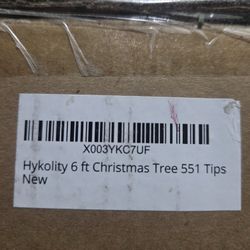 X003YKC7UF
Hykolity 6 ft Christmas Tree 551 Tips
New